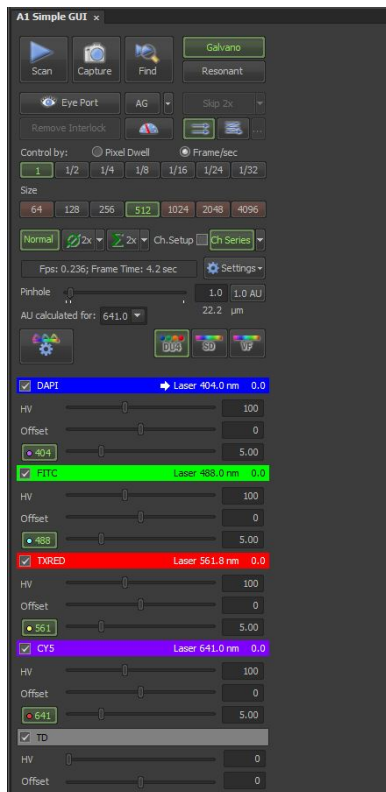 A1 Simple GUI ×
Galvano
Scan Capture Find Resonant
Eye Port AG Skip 2x
Remove Interlock ...
Control by: Pixel Dwell Frame/sec
1 1/2 1/4 1/8 1/16 1/24 1/32
Size
64 128 256 512 1024 2048 4096
Normal 2x 2x Ch.Setup Ch Series
Fps: 0.236; Frame Time: 4.2 sec Settings
Pinhole 1.0 1.0 AU
22.2 µm
AU calculated for: 641.0
DU4 SD VF
DAPI Laser 404.0 nm 0.0
HV 100
Offset 0
404 5.00
FITC Laser 488.0 nm 0.0
HV 100
Offset 0
488 5.00
TXRED Laser 561.8 nm 0.0
HV 100
Offset 0
561 5.00
CY5 Laser 641.0 nm 0.0
HV 100
Offset 0
641 5.00
TD
HV 0
Offset 0